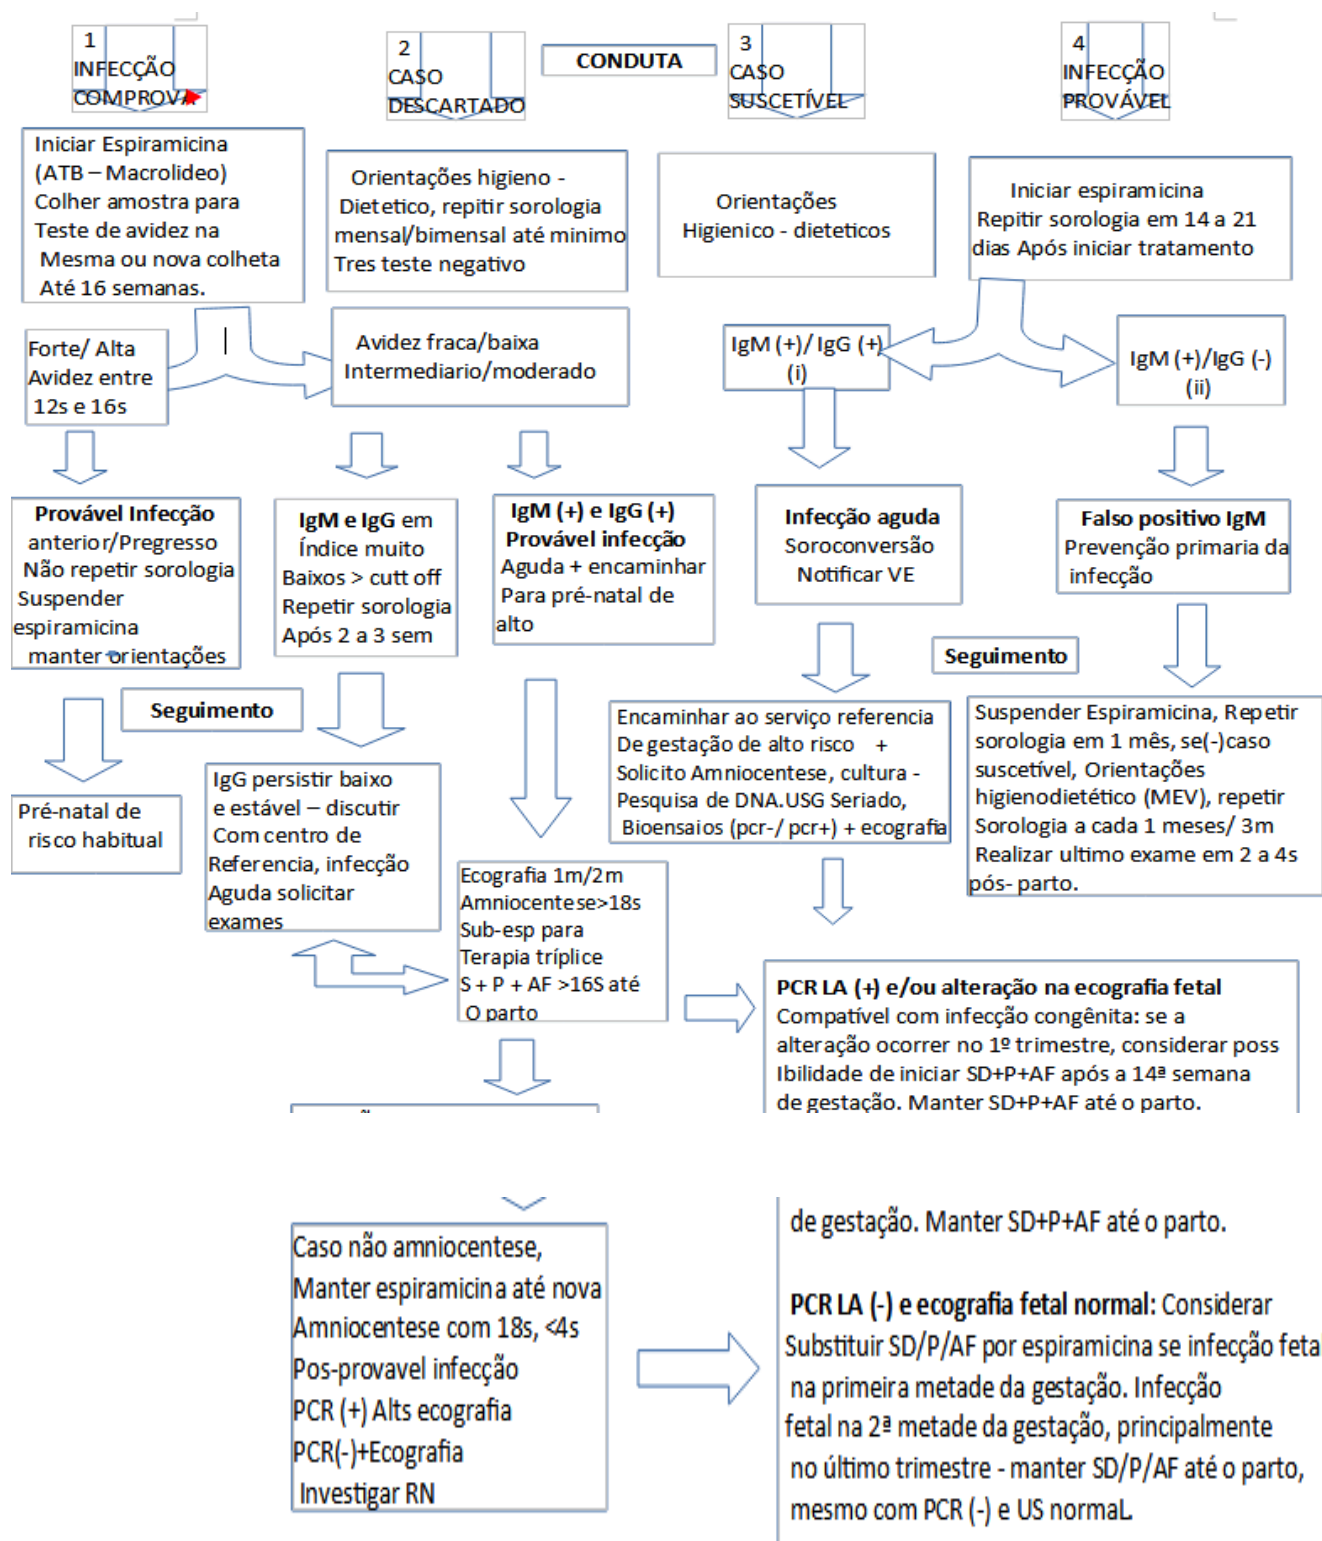 1
INFECÇÃO
COMPROVA
2
CASO
DESCARTADO
CONDUTA
3
CASO
SUSCETÍVEL
4
INFECÇÃO
PROVÁVEL
Iniciar Espiramicina
(ATB – Macrolideo)
Colher amostra para
Teste de avidez na
Mesma ou nova colheta
Até 16 semanas.
Orientações higieno -
Dietetico, repitir sorologia
mensal/bimensal até minimo
Tres teste negativo
Orientações
Higienico - dieteticos
Iniciar espiramicina
Repitir sorologia em 14 a 21
dias Após iniciar tratamento
Forte/ Alta
Avidez entre
12s e 16s
Avidez fraca/baixa
Intermediario/moderado
IgM (+)/ IgG (+)
(i)
IgM (+)/IgG (-)
(ii)
Provável Infecção
anterior/Pregresso
Não repetir sorologia
Suspender
espiramicina
manter orientações
IgM e IgG em
Índice muito
Baixos > cutt off
Repetir sorologia
Após 2 a 3 sem
IgM (+) e IgG (+)
Provável infecção
Aguda + encaminhar
Para pré-natal de
alto
Infecção aguda
Soroconversão
Notificar VE
Falso positivo IgM
Prevenção primaria da
infecção
Seguimento
Seguimento
Pré-natal de
risco habitual
IgG persistir baixo
e estável – discutir
Com centro de
Referencia, infecção
Aguda solicitar
exames
Ecografia 1m/2m
Amniocentese>18s
Sub-esp para
Terapia tríplice
S + P + AF >16S até
O parto
Encaminhar ao serviço referencia
De gestação de alto risco +
Solicito Amniocentese, cultura -
Pesquisa de DNA.USG Seriado,
Bioensaios (pcr-/ pcr+) + ecografia
Suspender Espiramicina, Repetir
sorologia em 1 mês, se(-)caso
suscetível, Orientações
higienodietético (MEV), repetir
Sorologia a cada 1 meses/ 3m
Realizar ultimo exame em 2 a 4s
pós- parto.
PCR LA (+) e/ou alteração na ecografia fetal
Compatível com infecção congênita: se a
alteração ocorrer no 1º trimestre, considerar poss
Ibilidade de iniciar SD+P+AF após a 14ª semana
de gestação. Manter SD+P+AF até o parto.
Caso não amniocentese,
Manter espiramicina até nova
Amniocentese com 18s, <4s
Pos-provavel infecção
PCR (+) Alts ecografia
PCR(-)+Ecografia
Investigar RN
de gestação. Manter SD+P+AF até o parto.
PCR LA (-) e ecografia fetal normal: Considerar
Substituir SD/P/AF por espiramicina se infecção fetal
na primeira metade da gestação. Infecção
fetal na 2ª metade da gestação, principalmente
no último trimestre - manter SD/P/AF até o parto,
mesmo com PCR (-) e US normaL.